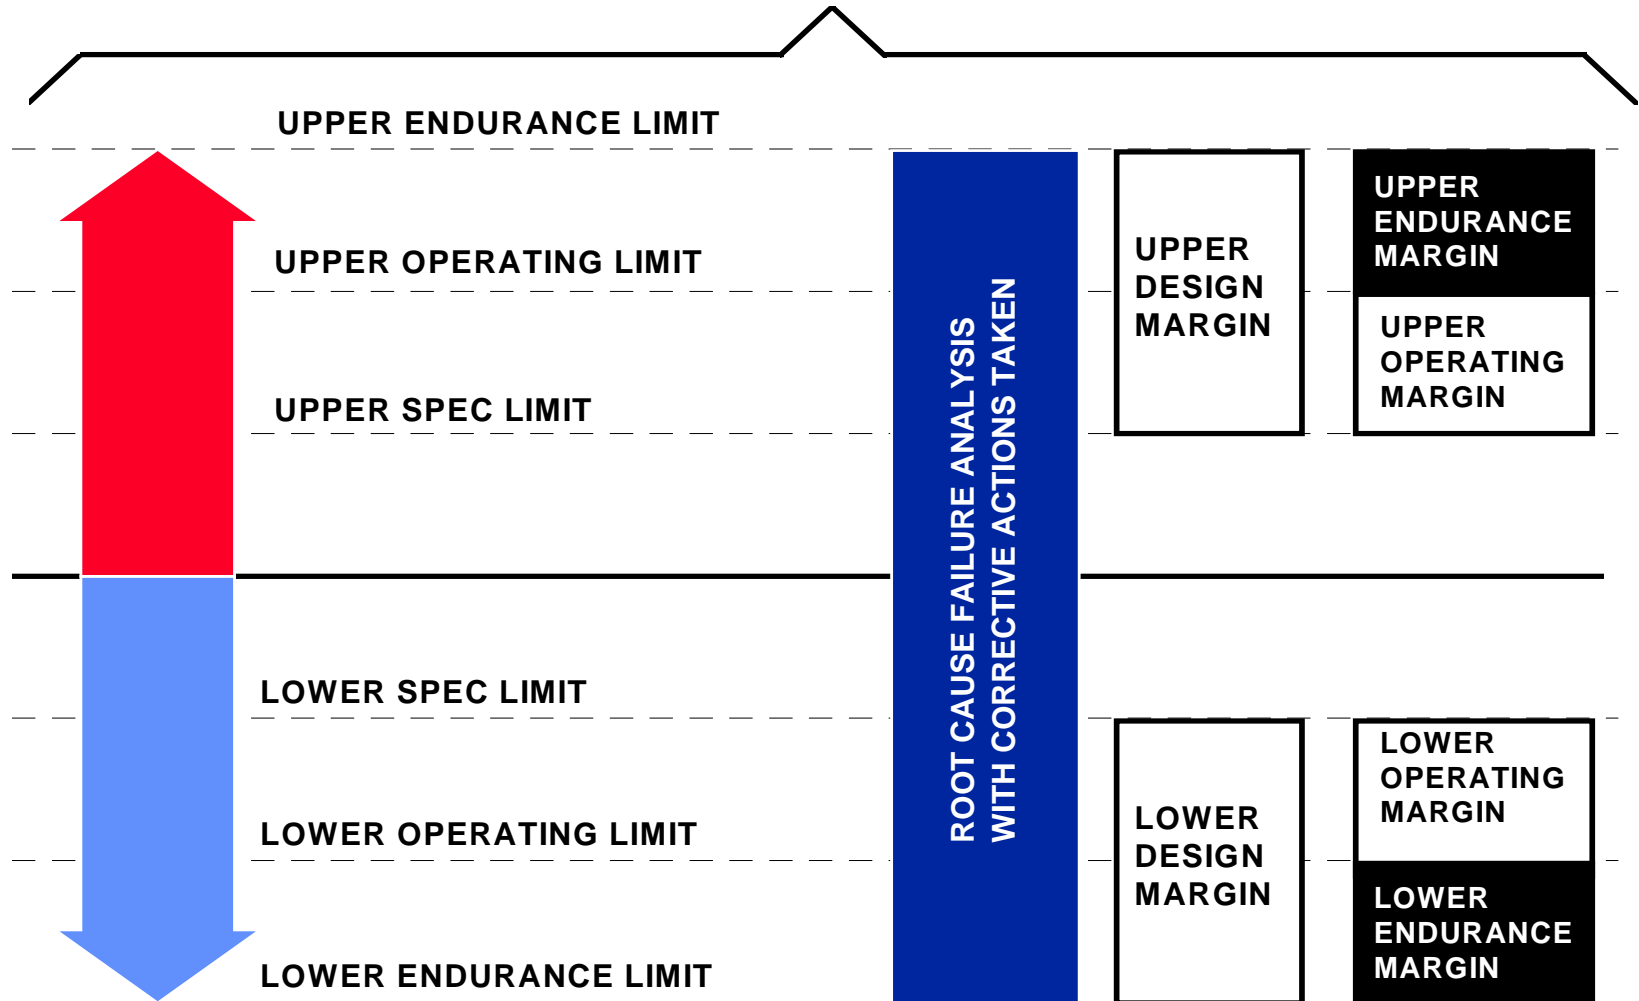 UPPER ENDURANCE LIMIT
UPPER OPERATING LIMIT
UPPER SPEC LIMIT
LOWER SPEC LIMIT
LOWER OPERATING LIMIT
LOWER ENDURANCE LIMIT
ROOT CAUSE FAILURE ANALYSIS
WITH CORRECTIVE ACTIONS TAKEN
UPPER
DESIGN
MARGIN
LOWER
DESIGN
MARGIN
UPPER
ENDURANCE
MARGIN
UPPER
OPERATING
MARGIN
LOWER
OPERATING
MARGIN
LOWER
ENDURANCE
MARGIN